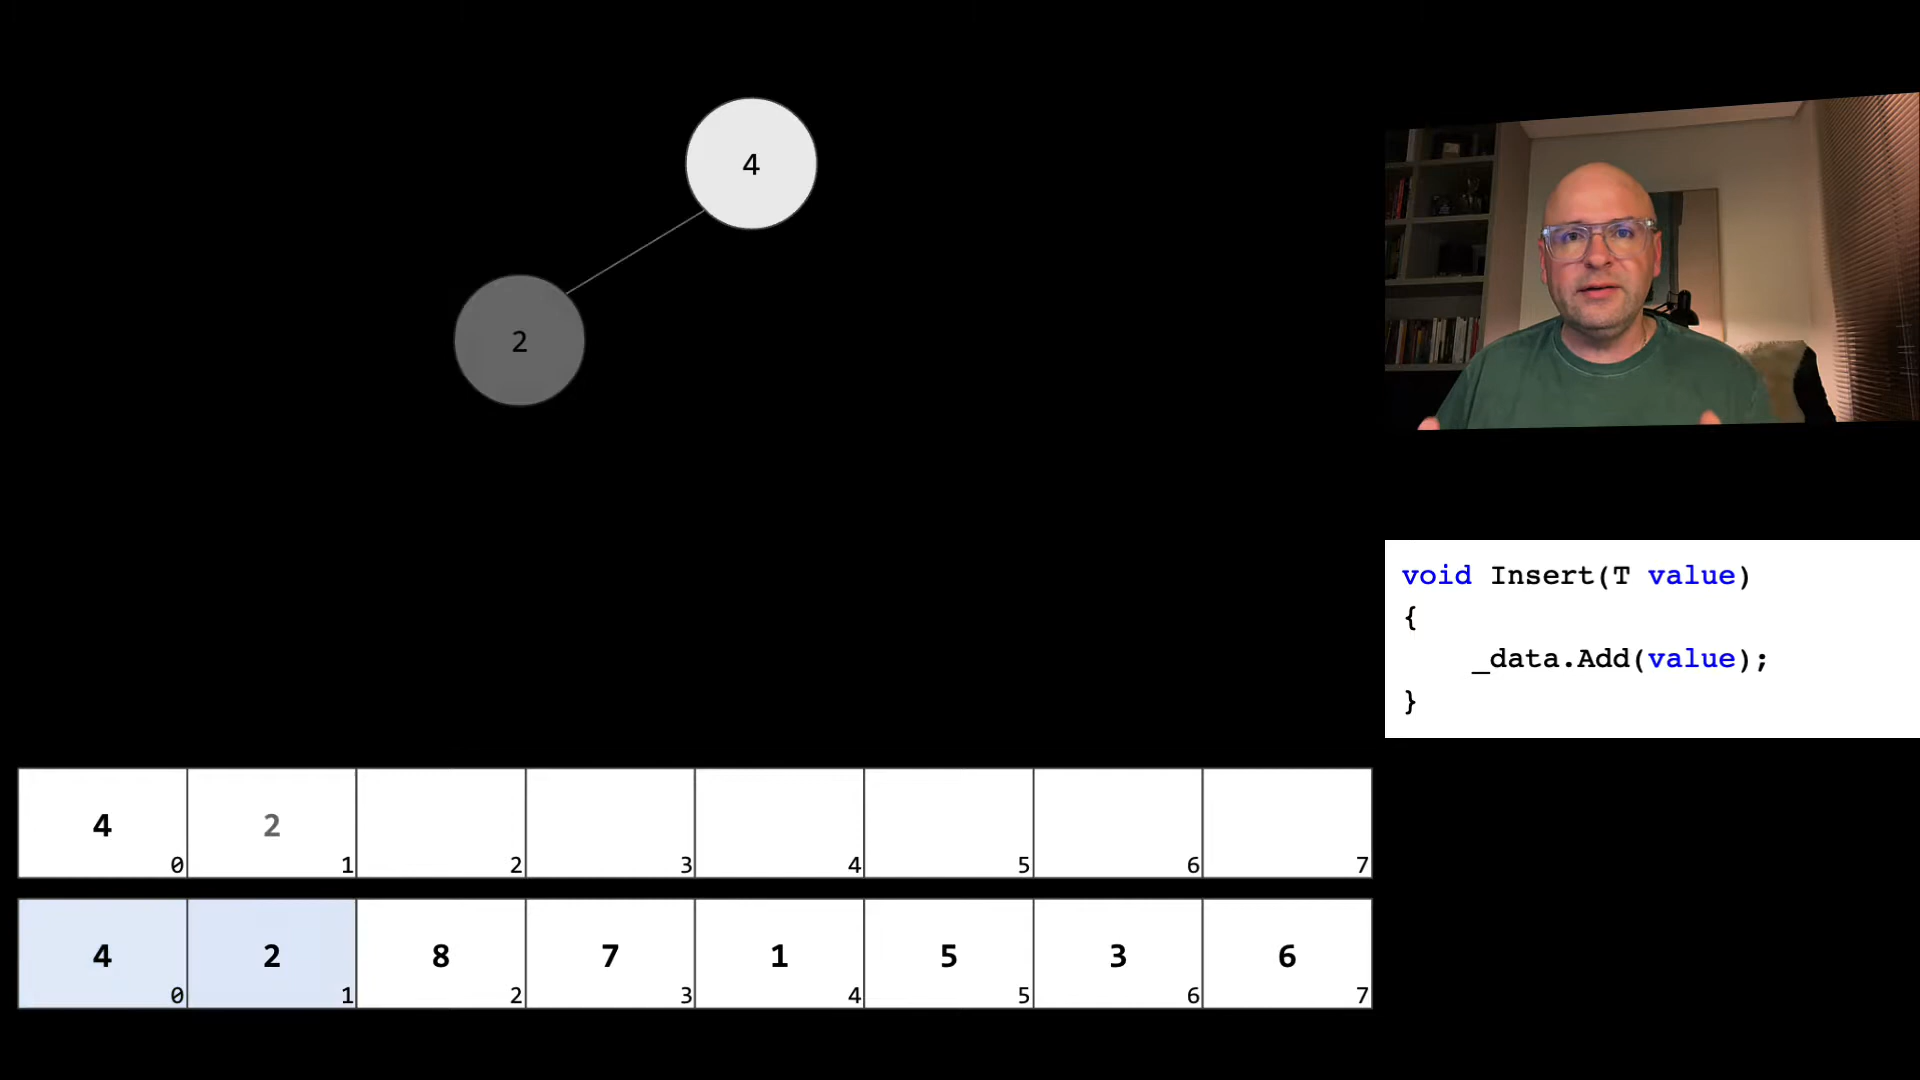 4
2
void Insert(T value)
{
    _data.Add(value);
}
4 2
0 1 2 3 4 5 6 7
4 2 8 7 1 5 3 6
0 1 2 3 4 5 6 7